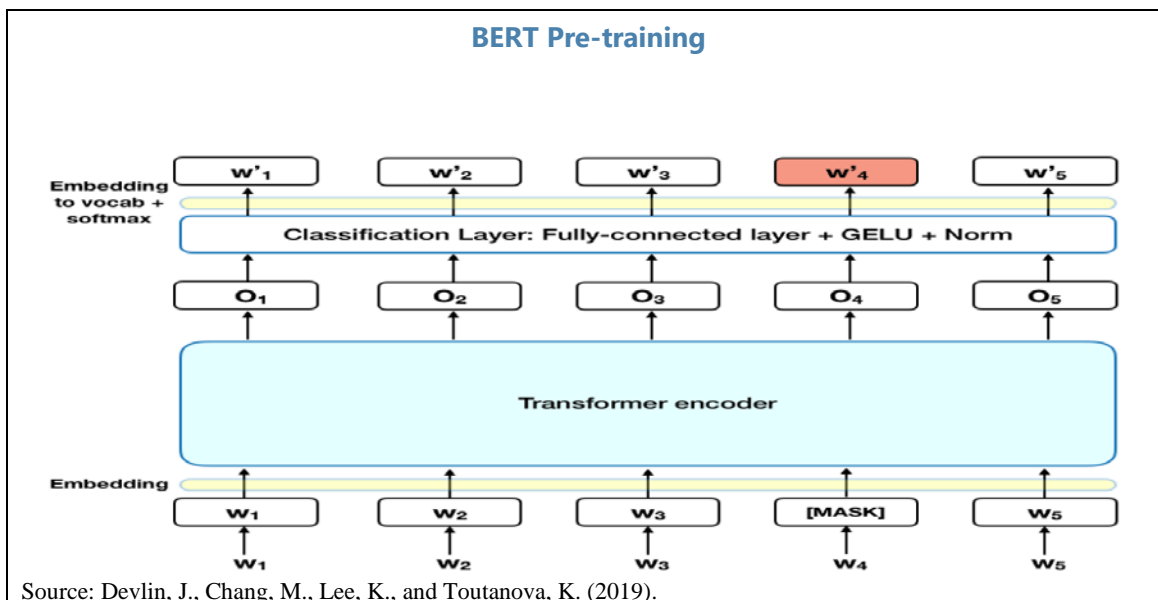 BERT Pre-training
w'₁ w'₂ w'₃ w'₄ w'₅
Embedding
to vocab +
softmax
Classification Layer: Fully-connected layer + GELU + Norm
O₁ O₂ O₃ O₄ O₅
Transformer encoder
Embedding
W₁ W₂ W₃ [MASK] W₅
W₁ W₂ W₃ W₄ W₅
Source: Devlin, J., Chang, M., Lee, K., and Toutanova, K. (2019).